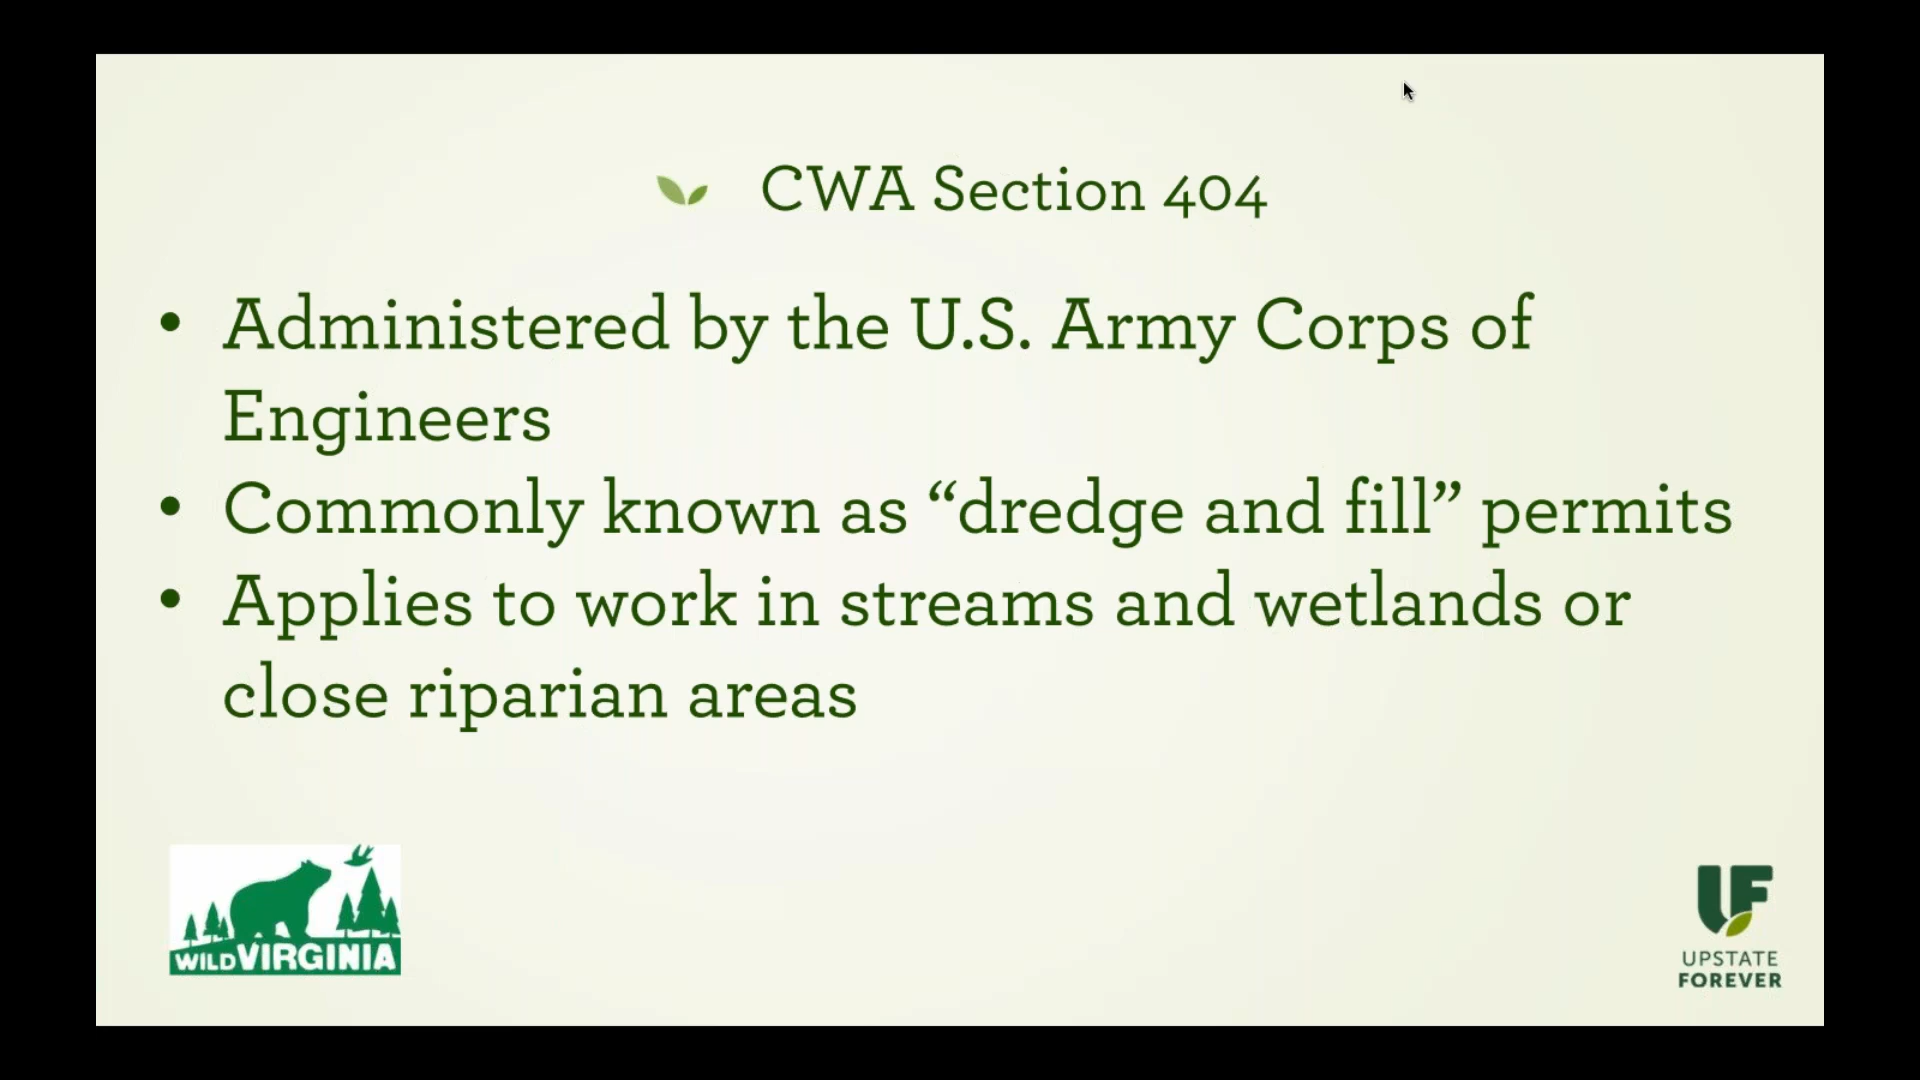 CWA Section 404
• Administered by the U.S. Army Corps of
Engineers
• Commonly known as “dredge and fill” permits
• Applies to work in streams and wetlands or
close riparian areas
WILD VIRGINIA
UF
UPSTATE
FOREVER